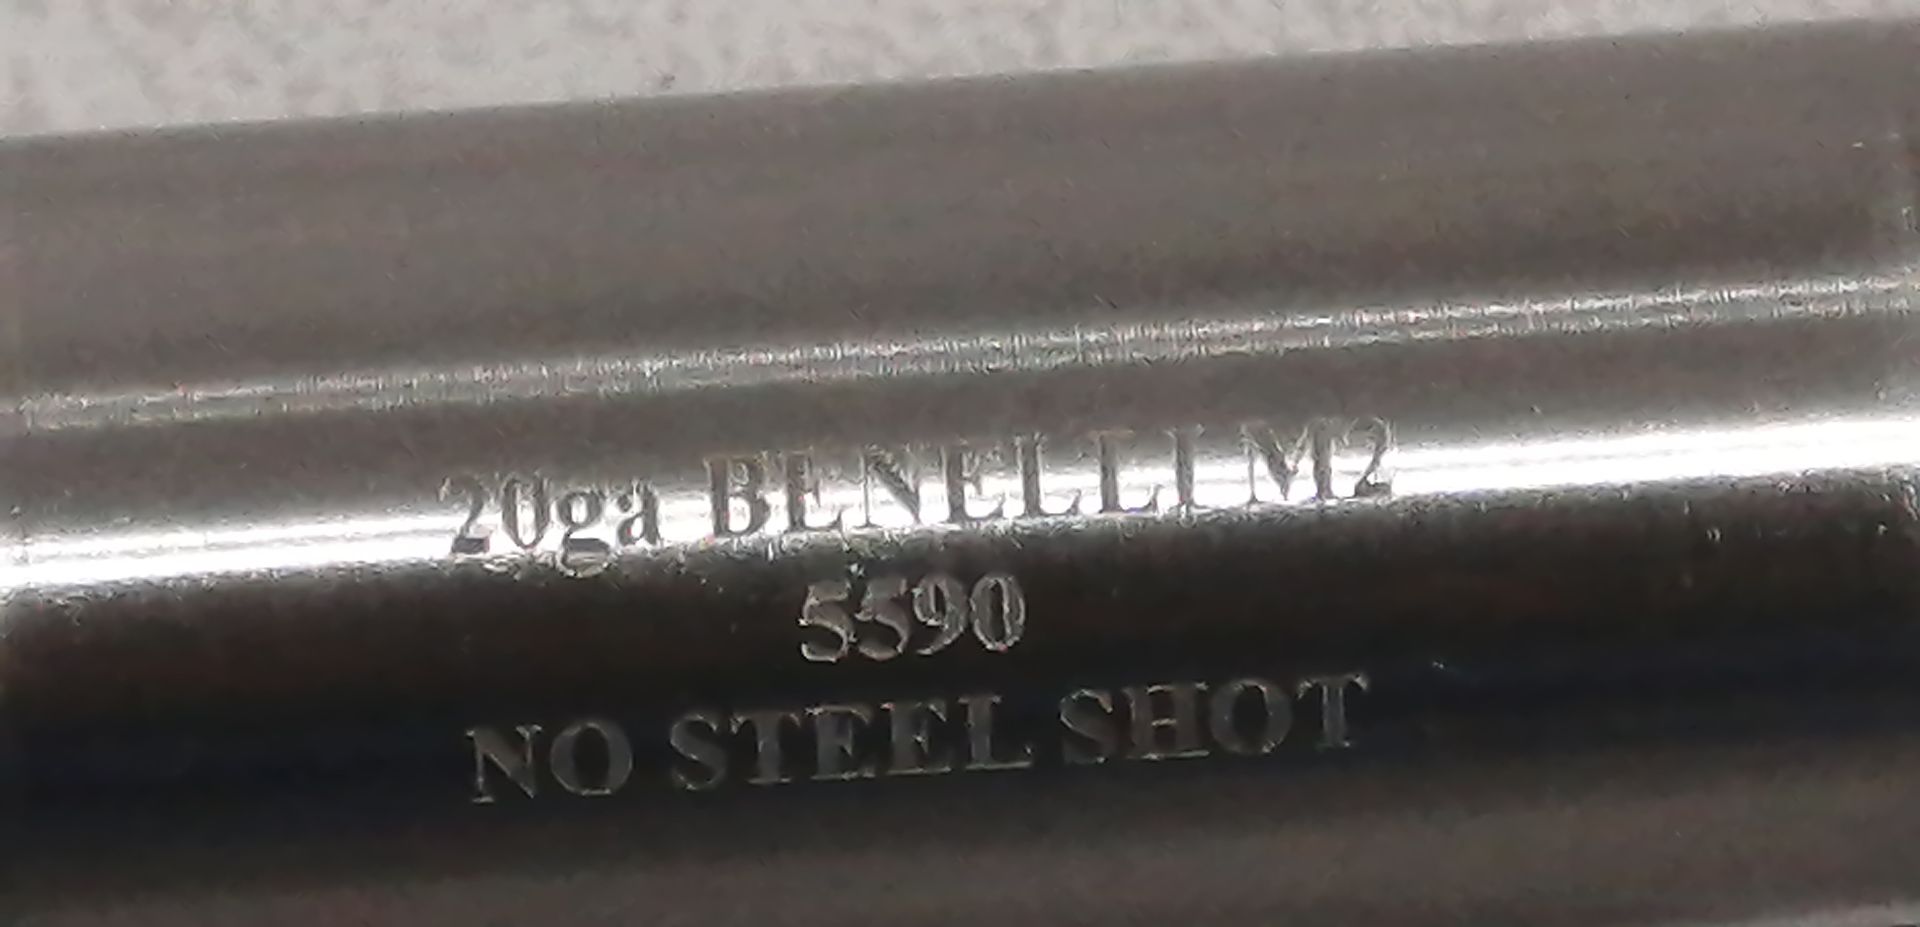 20ga BENELLI M2
5590
NO STEEL SHOT